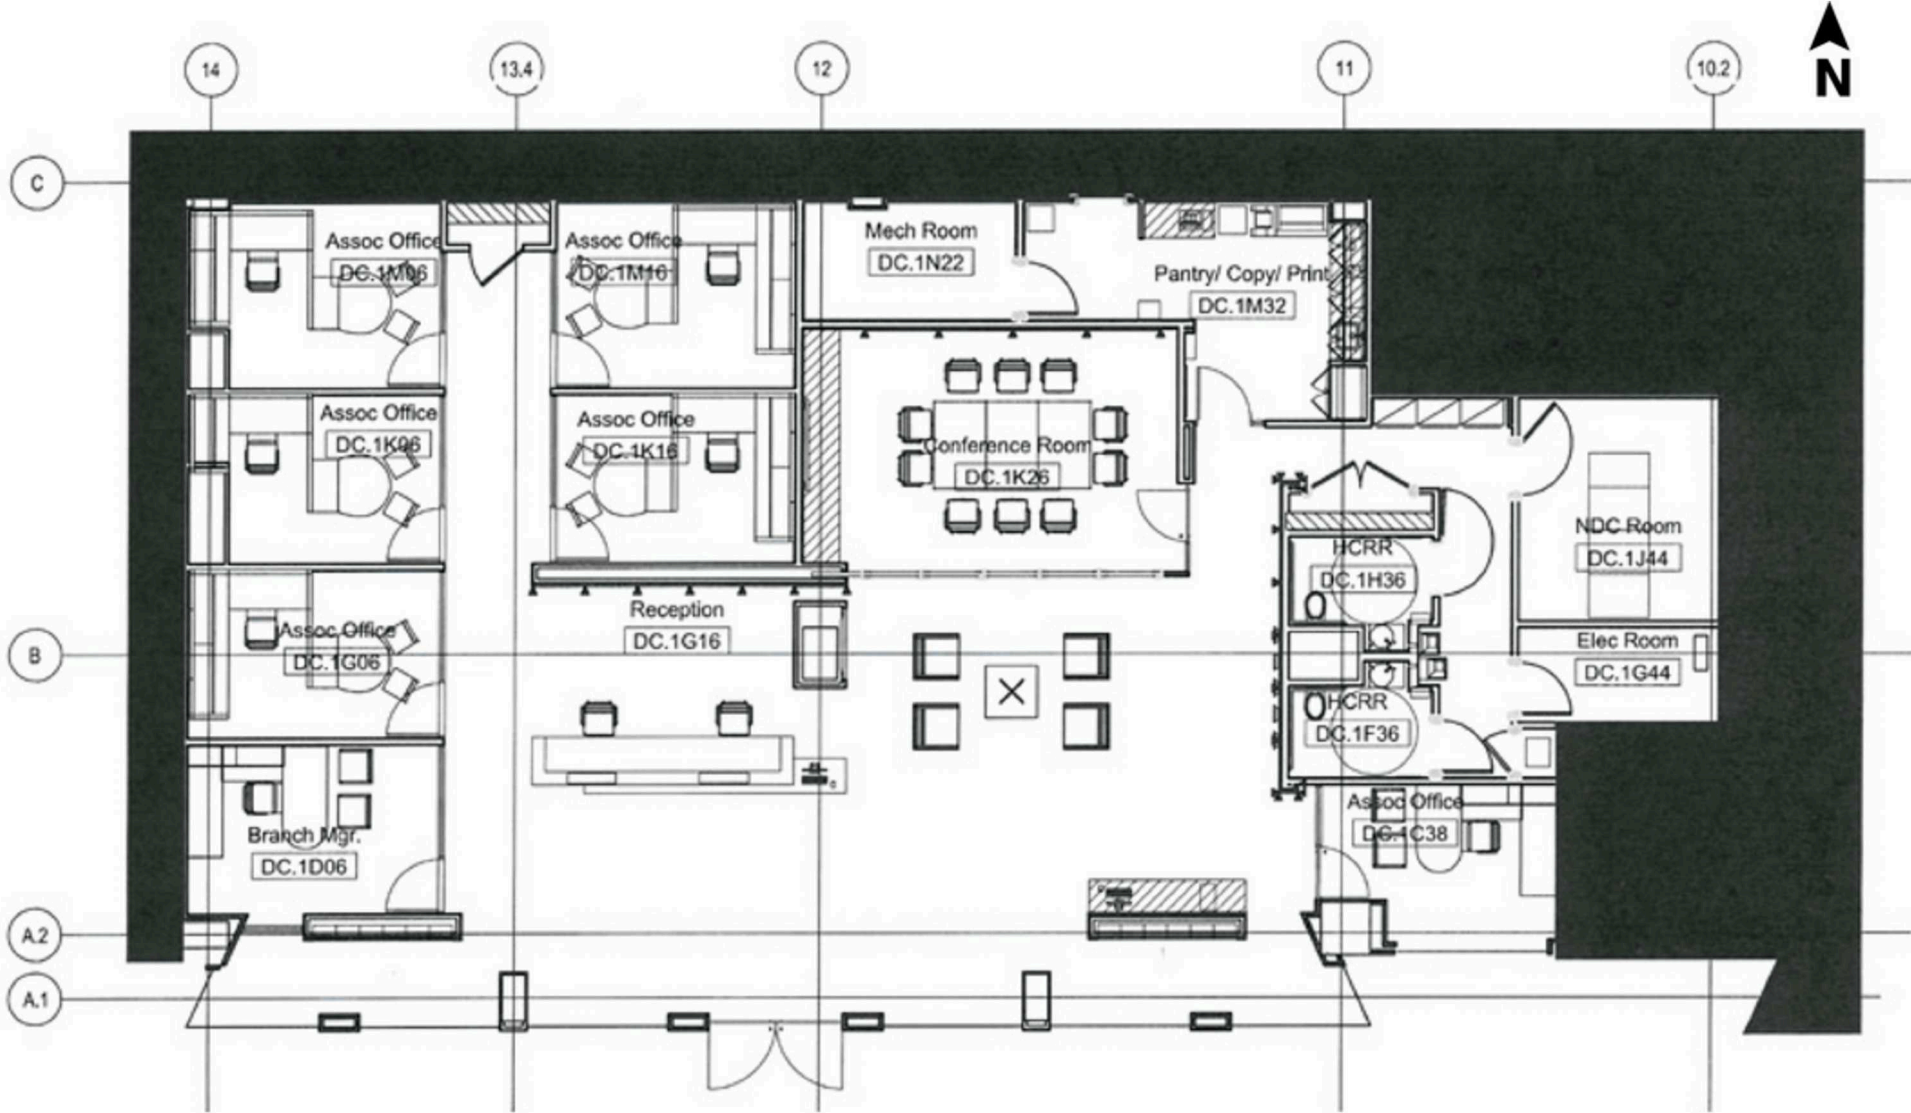 14
13.4
12
11
10.2
N
C
Assoc Office
DC.1M06
Assoc Office
DC.1M16
Mech Room
DC.1N22
Pantry/ Copy/ Print
DC.1M32
Assoc Office
DC.1K06
Assoc Office
DC.1K16
Conference Room
DC.1K26
NDC Room
DC.1J44
HCRR
DC.1H36
Reception
DC.1G16
B
Assoc Office
DC.1G06
Elec Room
DC.1G44
HCRR
DC.1F36
Branch Mgr.
DC.1D06
Assoc Office
DC.1C38
A.2
A.1